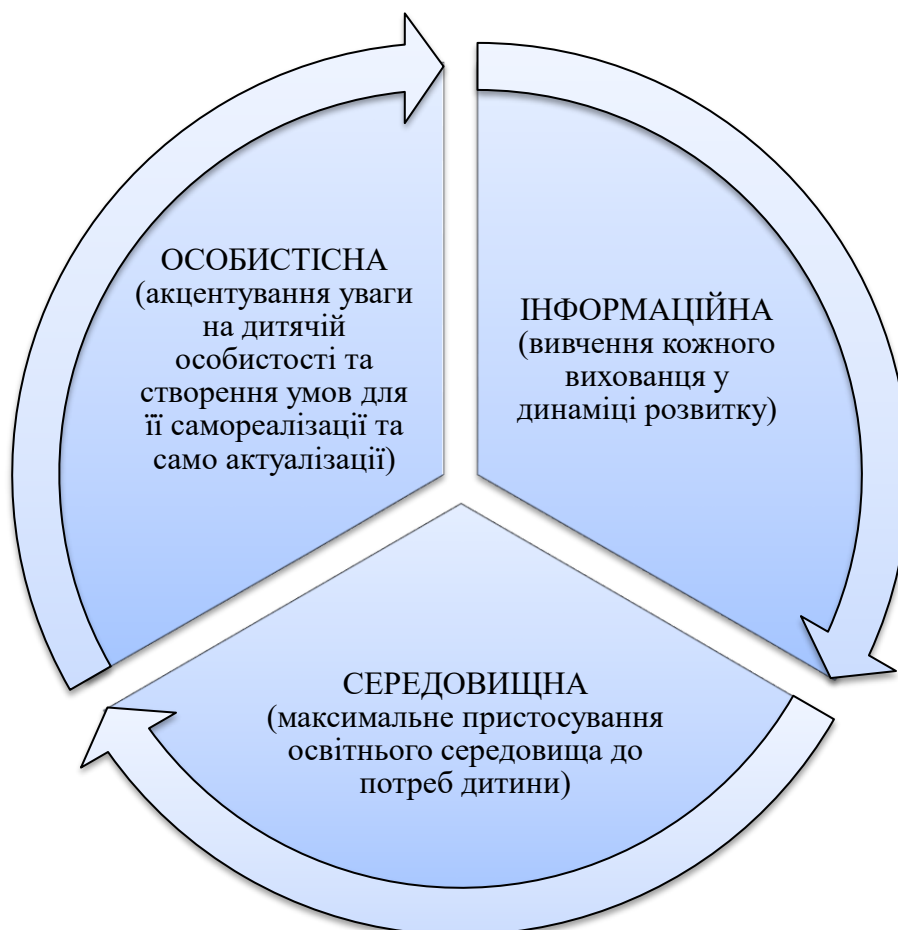 ОСОБИСТІСНА
(акцентування уваги
на дитячій
особистості та
створення умов для
її самореалізації та
само актуалізації)
ІНФОРМАЦІЙНА
(вивчення кожного
вихованця у
динаміці розвитку)
СЕРЕДОВИЩНА
(максимальне пристосування
освітнього середовища до
потреб дитини)